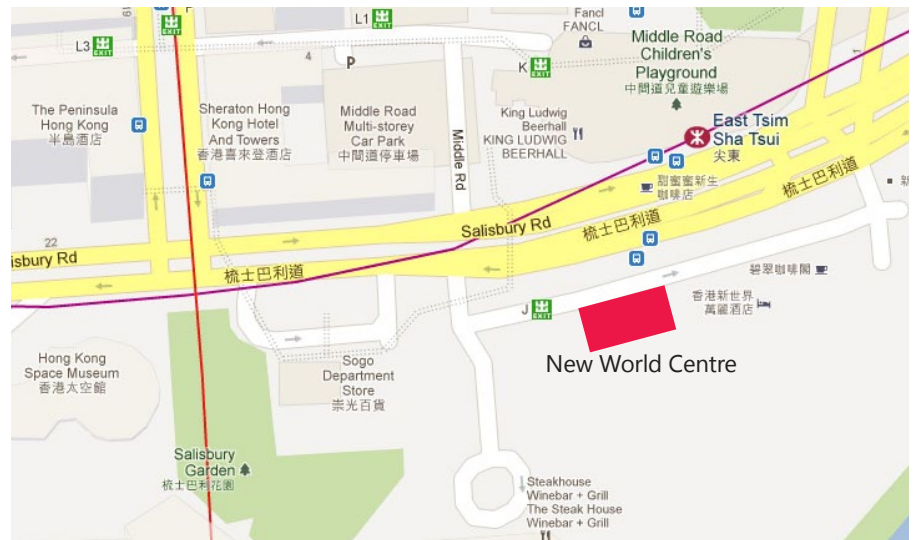 L3
EXIT
EXIT
L1
EXIT
4
P
Fancl
FANCL
K
EXIT
Middle Road
Children's
Playground
中間道兒童遊樂場
1
The Peninsula
Hong Kong
半島酒店
Sheraton Hong
Kong Hotel
And Towers
香港喜來登酒店
Middle Road
Multi-storey
Car Park
中間道停車場
Middle Rd
King Ludwig
Beerhall
KING LUDWIG
BEERHALL
East Tsim
Sha Tsui
尖東
甜蜜蜜新生
咖啡店
梳士巴利道
新
22
isbury Rd
梳士巴利道
Salisbury Rd
梳士巴利道
碧翠咖啡閣
香港新世界
萬麗酒店
J
EXIT
New World Centre
Hong Kong
Space Museum
香港太空館
Sogo
Department
Store
崇光百貨
Salisbury
Garden
梳士巴利花園
Steakhouse
Winebar + Grill
The Steak House
Winebar + Grill